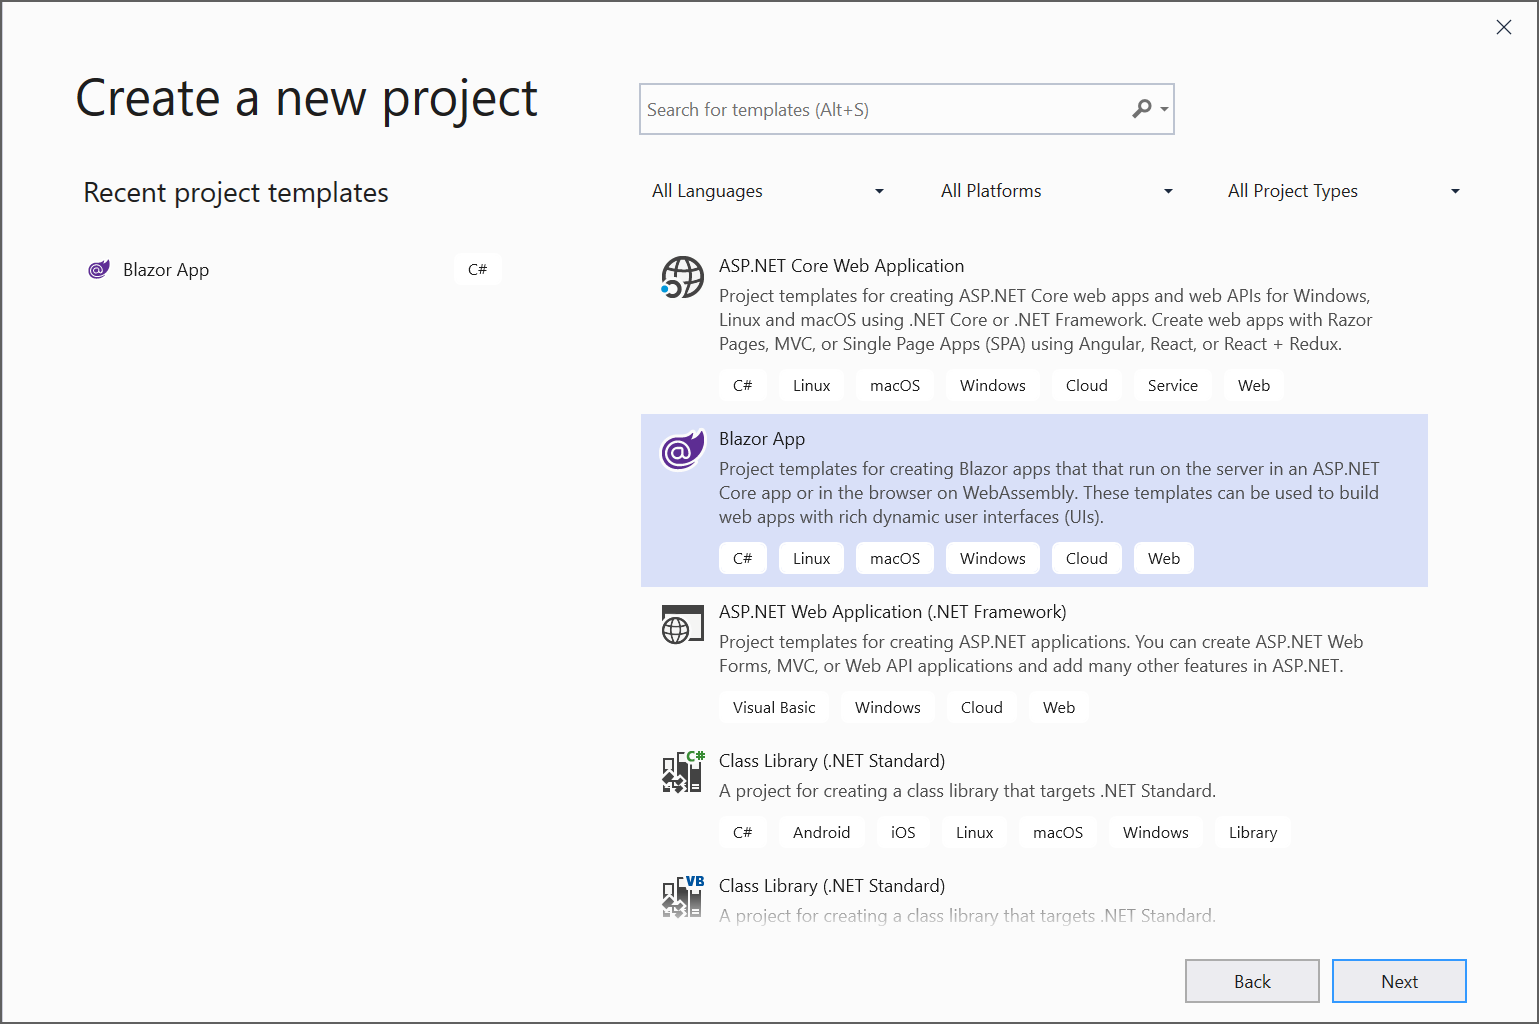 Create a new project
Search for templates (Alt+S)
Recent project templates
All Languages
All Platforms
All Project Types
Blazor App
C#
ASP.NET Core Web Application
Project templates for creating ASP.NET Core web apps and web APIs for Windows,
Linux and macOS using .NET Core or .NET Framework. Create web apps with Razor
Pages, MVC, or Single Page Apps (SPA) using Angular, React, or React + Redux.
C# Linux macOS Windows Cloud Service Web
Blazor App
Project templates for creating Blazor apps that that run on the server in an ASP.NET
Core app or in the browser on WebAssembly. These templates can be used to build
web apps with rich dynamic user interfaces (UIs).
C# Linux macOS Windows Cloud Web
ASP.NET Web Application (.NET Framework)
Project templates for creating ASP.NET applications. You can create ASP.NET Web
Forms, MVC, or Web API applications and add many other features in ASP.NET.
Visual Basic Windows Cloud Web
C#
Class Library (.NET Standard)
A project for creating a class library that targets .NET Standard.
C# Android iOS Linux macOS Windows Library
VB
Class Library (.NET Standard)
A project for creating a class library that targets .NET Standard.
Back
Next